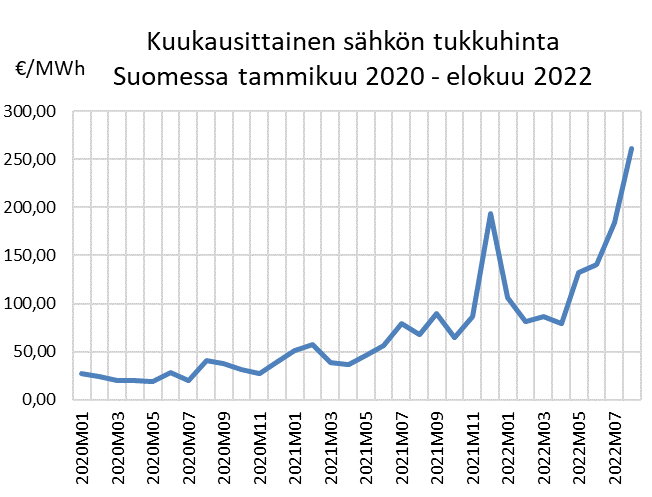 Kuukausittainen sähkön tukkuhinta
€/MWh
Suomessa tammikuu 2020 - elokuu 2022
300,00
250,00
200,00
150,00
100,00
50,00
0,00
2020M01
2020M03
2020M05
2020M07
2020M09
2020M11
2021M01
2021M03
2021M05
2021M07
2021M09
2021M11
2022M01
2022M03
2022M05
2022M07